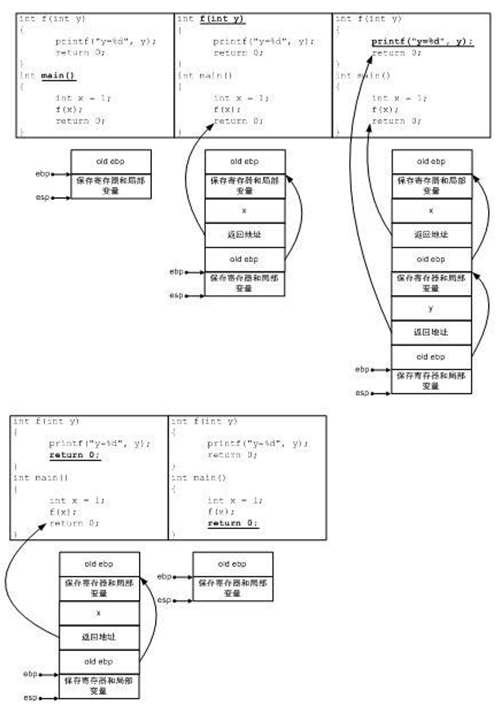 int f(int y)
{
printf("y=%d", y);
return 0;
}
int main()
{
int x = 1;
f(x);
return 0;
}
int f(int y)
{
printf("y=%d", y);
return 0;
}
int main()
{
int x = 1;
f(x);
return 0;
}
int f(int y)
{
printf("y=%d", y);
return 0;
}
int main()
{
int x = 1;
f(x);
return 0;
}
old ebp
ebp
保存寄存器和局部
变量
esp
old ebp
保存寄存器和局部
变量
x
返回地址
old ebp
ebp
保存寄存器和局部
变量
esp
old ebp
保存寄存器和局部
变量
x
返回地址
old ebp
保存寄存器和局部
变量
y
返回地址
old ebp
ebp
保存寄存器和局部
变量
esp
int f(int y)
{
printf("y=%d", y);
return 0;
}
int main()
{
int x = 1;
f(x);
return 0;
}
int f(int y)
{
printf("y=%d", y);
return 0;
}
int main()
{
int x = 1;
f(x);
return 0;
}
old ebp
保存寄存器和局部
变量
x
返回地址
old ebp
ebp
保存寄存器和局部
变量
esp
old ebp
ebp
保存寄存器和局部
变量
esp